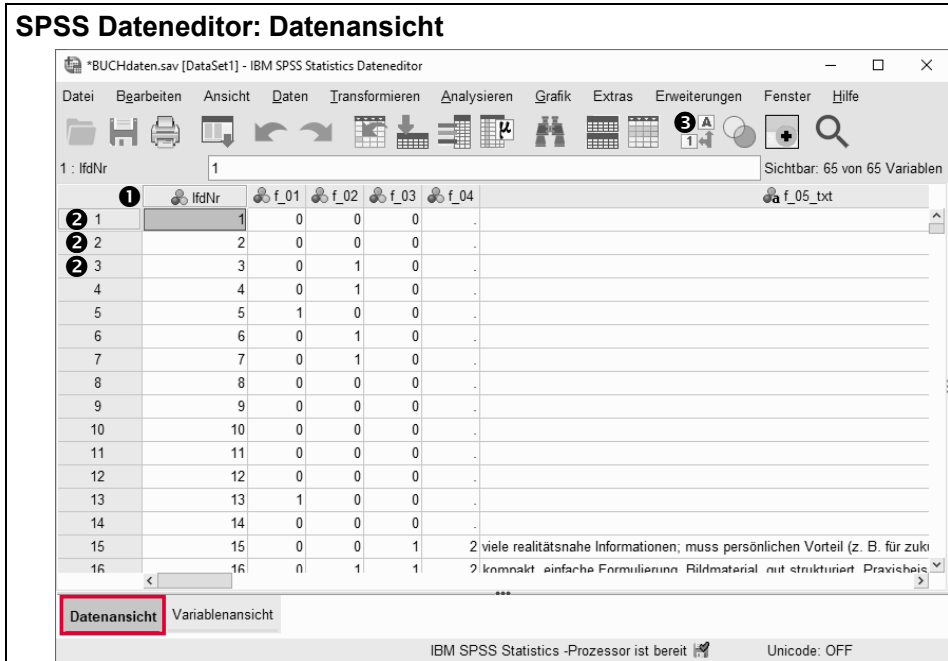 SPSS Dateneditor: Datenansicht
*BUCHdaten.sav [DataSet1] - IBM SPSS Statistics Dateneditor
Datei Bearbeiten Ansicht Daten Transformieren Analysieren Grafik Extras Erweiterungen Fenster Hilfe
❸ A 1
1 : lfdNr 1 Sichtbar: 65 von 65 Variablen
❶ lfdNr f_01 f_02 f_03 f_04 f_05_txt
❷ 1 1 0 0 0 .
❷ 2 2 0 0 0 .
❷ 3 3 0 1 0 .
4 4 0 1 0 .
5 5 1 0 0 .
6 6 0 1 0 .
7 7 0 1 0 .
8 8 0 0 0 .
9 9 0 0 0 .
10 10 0 0 0 .
11 11 0 0 0 .
12 12 0 0 0 .
13 13 1 0 0 .
14 14 0 0 0 .
15 15 0 0 1 2 viele realitätsnahe Informationen; muss persönlichen Vorteil (z. B. für zuku
16 16 0 1 1 2 kompakt, einfache Formulierung, Bildmaterial, gut strukturiert, Praxisbeis
Datenansicht Variablenansicht
IBM SPSS Statistics -Prozessor ist bereit Unicode: OFF